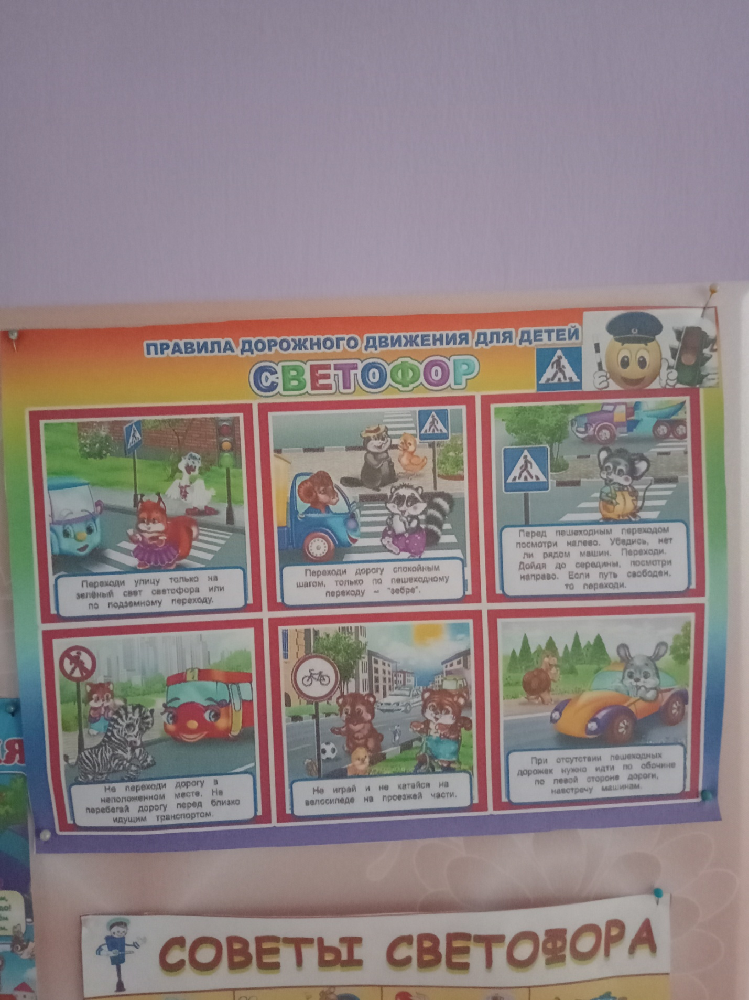 ПРАВИЛА ДОРОЖНОГО ДВИЖЕНИЯ ДЛЯ ДЕТЕЙ
СВЕТОФОР
Переходи улицу только на
зелёный свет светофора или
по подземному переходу.
Переходи дорогу спокойным
шагом, только по пешеходному
переходу – "зебре".
Перед пешеходным переходом
посмотри налево. Убедись, нет
ли рядом машин. Переходи.
Дойдя до середины, посмотри
направо. Если путь свободен,
то переходи.
Не переходи дорогу в
неположенном месте. Не
перебегай дорогу перед близко
идущим транспортом.
Не играй и не катайся на
велосипеде на проезжей части.
При отсутствии пешеходных
дорожек нужно идти по обочине
по левой стороне дороги,
навстречу машинам.
СОВЕТЫ СВЕТОФОРА